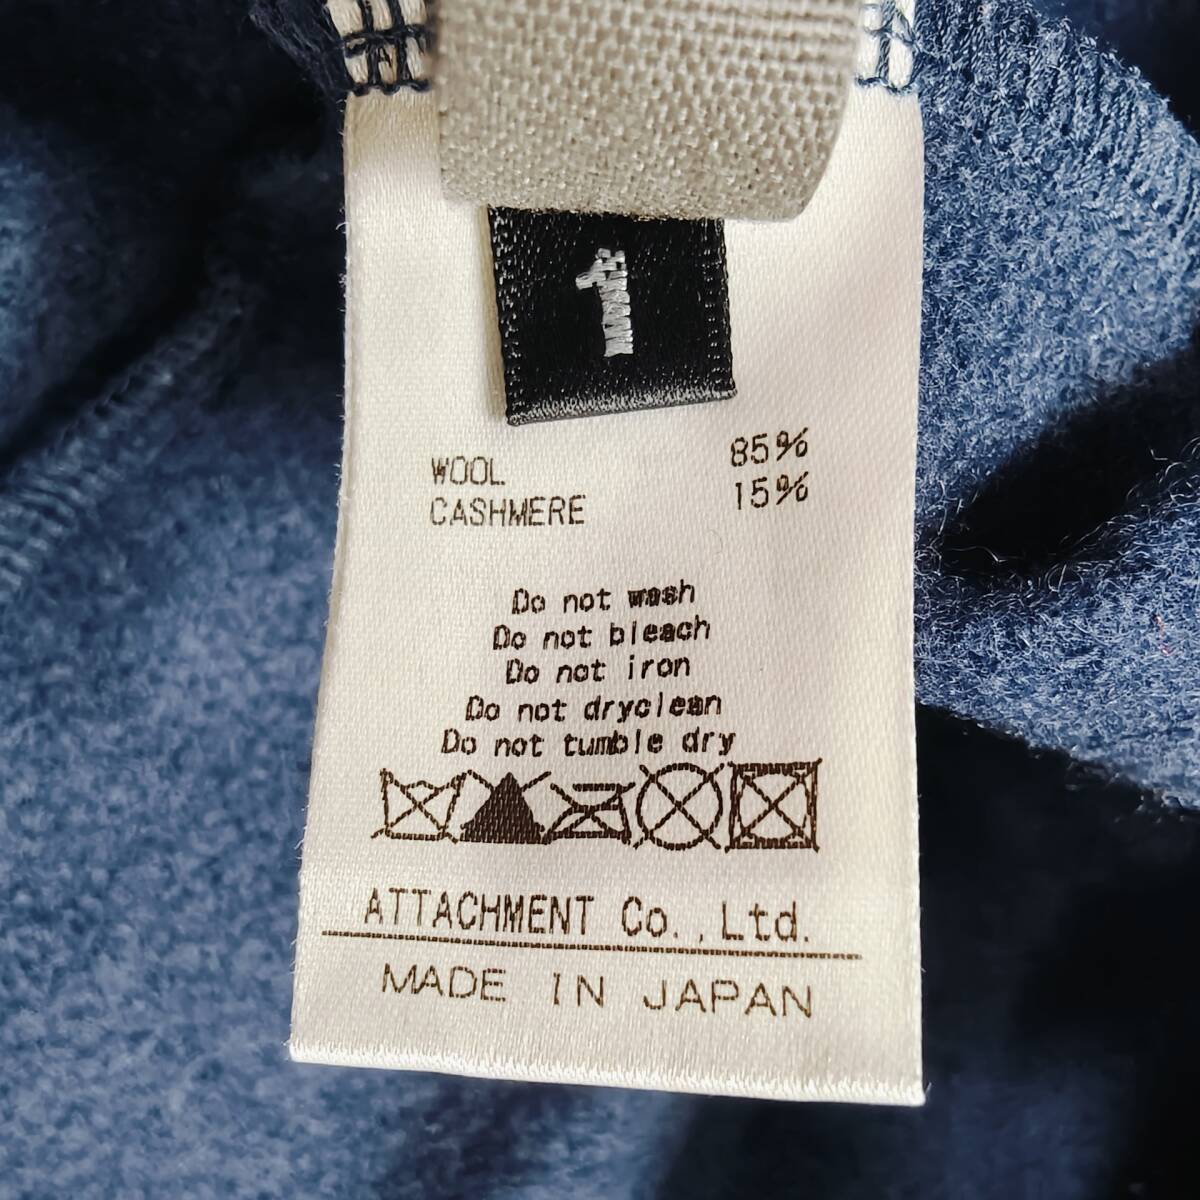 1
WOOL 85%
CASHMERE 15%
Do not wash
Do not bleach
Do not iron
Do not dryclean
Do not tumble dry
ATTACHMENT Co.,Ltd.
MADE IN JAPAN